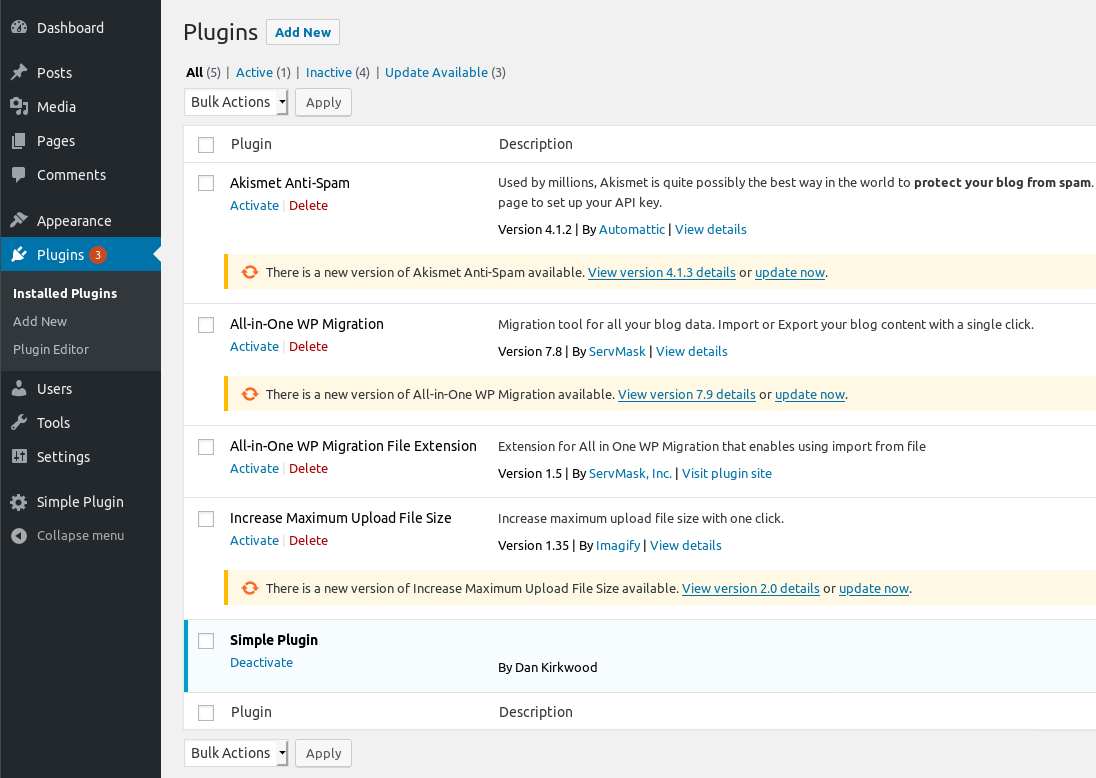 Dashboard
Posts
Media
Pages
Comments
Appearance
Plugins 3
Installed Plugins
Add New
Plugin Editor
Users
Tools
Settings
Simple Plugin
Collapse menu
Plugins Add New
All (5) | Active (1) | Inactive (4) | Update Available (3)
Bulk Actions Apply
Plugin Description
Akismet Anti-Spam
Activate | Delete
Used by millions, Akismet is quite possibly the best way in the world to protect your blog from spam.
page to set up your API key.
Version 4.1.2 | By Automattic | View details
There is a new version of Akismet Anti-Spam available. View version 4.1.3 details or update now.
All-in-One WP Migration
Activate | Delete
Migration tool for all your blog data. Import or Export your blog content with a single click.
Version 7.8 | By ServMask | View details
There is a new version of All-in-One WP Migration available. View version 7.9 details or update now.
All-in-One WP Migration File Extension
Activate | Delete
Extension for All in One WP Migration that enables using import from file
Version 1.5 | By ServMask, Inc. | Visit plugin site
Increase Maximum Upload File Size
Activate | Delete
Increase maximum upload file size with one click.
Version 1.35 | By Imagify | View details
There is a new version of Increase Maximum Upload File Size available. View version 2.0 details or update now.
Simple Plugin
Deactivate
By Dan Kirkwood
Plugin Description
Bulk Actions Apply